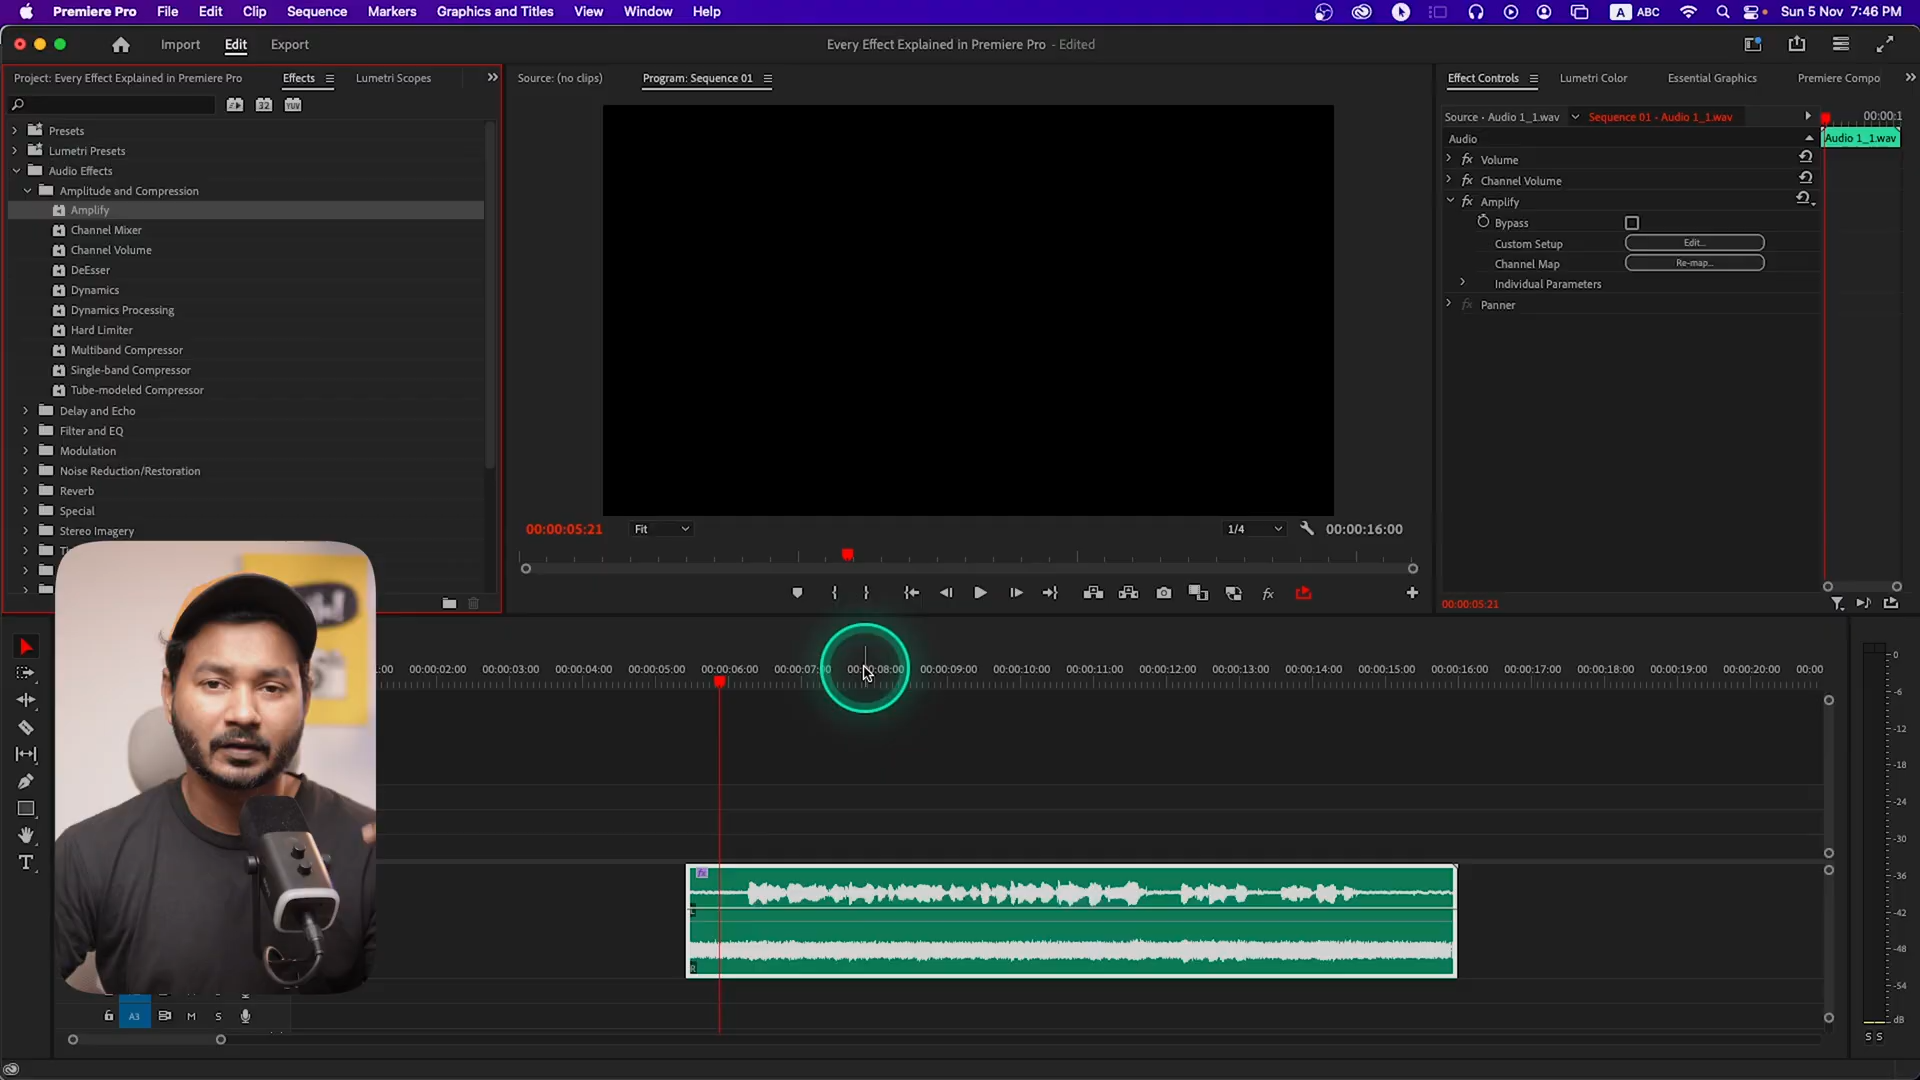 Premiere Pro File Edit Clip Sequence Markers Graphics and Titles View Window Help A ABC Sun 5 Nov 7:46 PM
Import Edit Export Every Effect Explained in Premiere Pro - Edited
Project: Every Effect Explained in Premiere Pro Effects Lumetri Scopes
Source: (no clips) Program: Sequence 01
Effect Controls Lumetri Color Essential Graphics Premiere Compo
32 YUV
Presets
Lumetri Presets
Audio Effects
Amplitude and Compression
Amplify
Channel Mixer
Channel Volume
DeEsser
Dynamics
Dynamics Processing
Hard Limiter
Multiband Compressor
Single-band Compressor
Tube-modeled Compressor
Delay and Echo
Filter and EQ
Modulation
Noise Reduction/Restoration
Reverb
Special
Stereo Imagery
00:00:05:21 Fit 1/4 00:00:16:00
Source · Audio 1_1.wav Sequence 01 - Audio 1_1.wav 00:00:1
Audio Audio 1_1.wav
fx Volume
fx Channel Volume
fx Amplify
Bypass
Custom Setup Edit...
Channel Map Re-map...
Individual Parameters
fx Panner
00:00:05:21
fx
:00 00:00:02:00 00:00:03:00 00:00:04:00 00:00:05:00 00:00:06:00 00:00:07:00 00:00:08:00 00:00:09:00 00:00:10:00 00:00:11:00 00:00:12:00 00:00:13:00 00:00:14:00 00:00:15:00 00:00:16:00 00:00:17:00 00:00:18:00 00:00:19:00 00:00:20:00 00:00
fx
L
R
A3 M S
0
-6
-12
-18
-24
-30
-36
-42
-48
-54
dB
S S